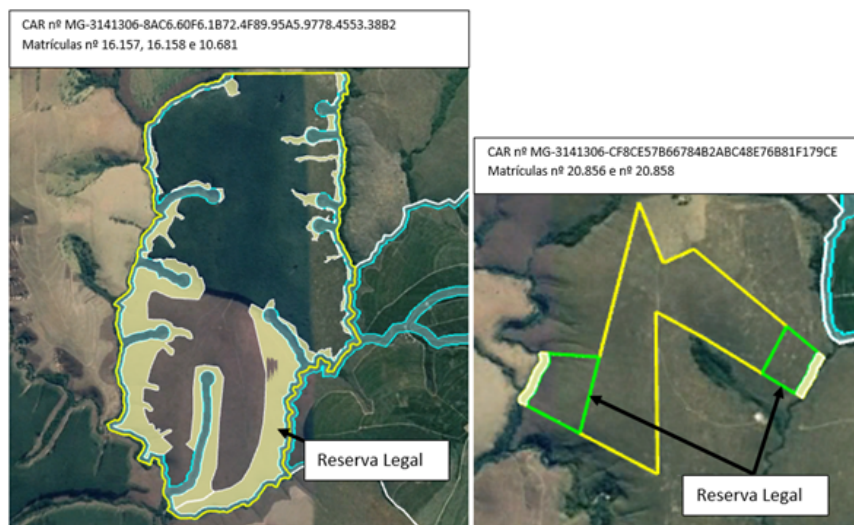 CAR nº MG-3141306-8AC6.60F6.1B72.4F89.95A5.9778.4553.38B2
Matrículas nº 16.157, 16.158 e 10.681
Reserva Legal
CAR nº MG-3141306-CF8CE57B66784B2ABC48E76B81F179CE
Matrículas nº 20.856 e nº 20.858
Reserva Legal